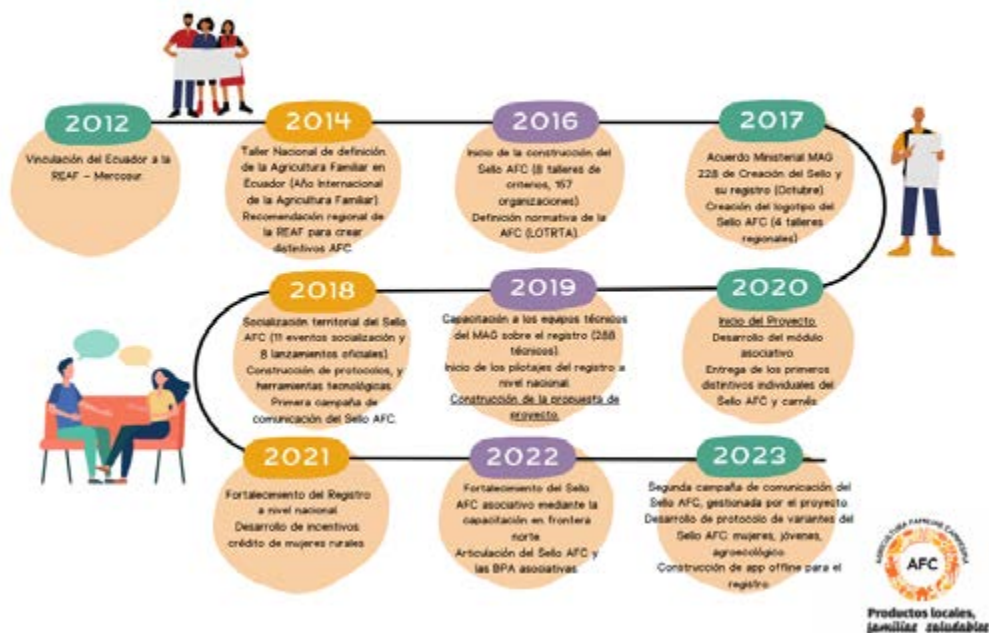 2012
Vinculación del Ecuador a la
REAF – Mercosur.
2014
Taller Nacional de definición
de la Agricultura Familiar en
Ecuador (Año Internacional
de la Agricultura Familiar).
Recomendación regional de
la REAF para crear
distintivos AFC.
2016
Inicio de la construcción del
Sello AFC (8 talleres de
criterios, 157
organizaciones)
Definición normativa de la
AFC (LOTRTA).
2017
Acuerdo Ministerial MAG
228 de Creación del Sello y
su registro (Octubre)
Creación del logotipo del
Sello AFC (4 talleres
regionales)
2018
Socialización territorial del Sello
AFC (11 eventos socialización y
8 lanzamientos oficiales).
Construcción de protocolos, y
herramientas tecnológicas.
Primera campaña de
comunicación del Sello AFC.
2019
Capacitación a los equipos técnicos
del MAG sobre el registro (288
técnicos).
Inicio de los pilotajes del registro a
nivel nacional.
Construcción de la propuesta de
proyecto.
2020
Inicio del Proyecto.
Desarrollo del módulo
asociativo
Entrega de los primeros
distintivos individuales del
Sello AFC y carnés
2021
Fortalecimiento del Registro
a nivel nacional
Desarrollo de incentivos
crédito de mujeres rurales
2022
Fortalecimiento del Sello
AFC asociativo mediante la
capacitación en frontera
norte
Articulación del Sello AFC y
las BPA asociativas
2023
Segunda campaña de comunicación del
Sello AFC, gestionada por el proyecto.
Desarrollo de protocolo de variantes del
Sello AFC: mujeres, jóvenes,
agroecológico.
Construcción de app offline para el
registro.
AGRICULTURA FAMILIAR CAMPESINA
AFC
Productos locales,
familias saludables